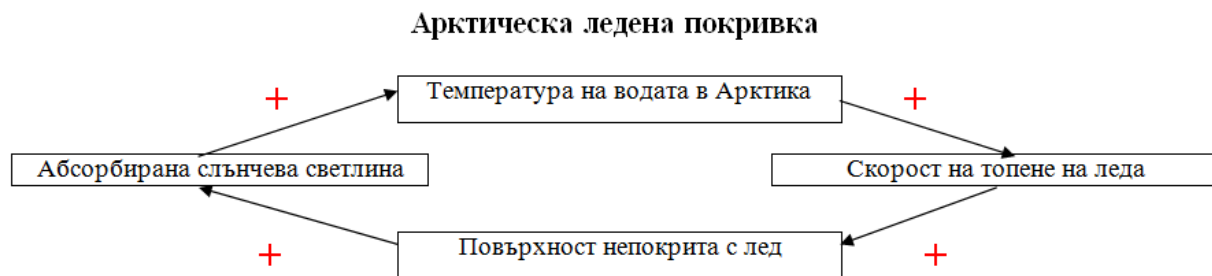 Арктическа ледена покривка
+
Температура на водата в Арктика
+
Абсорбирана слънчева светлина
Скорост на топене на леда
+
Повърхност непокрита с лед
+